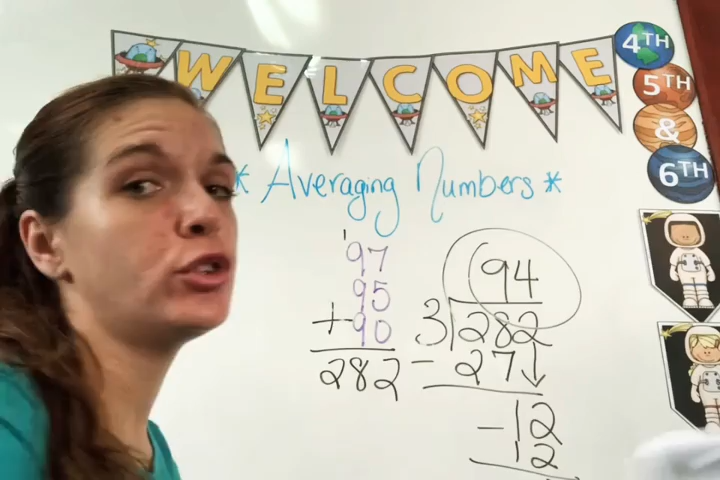 WELCOME
4TH
5TH
&
6TH
* Averaging Numbers *
1
97
95
+90
282
94
3)282
-27↓
-12
12